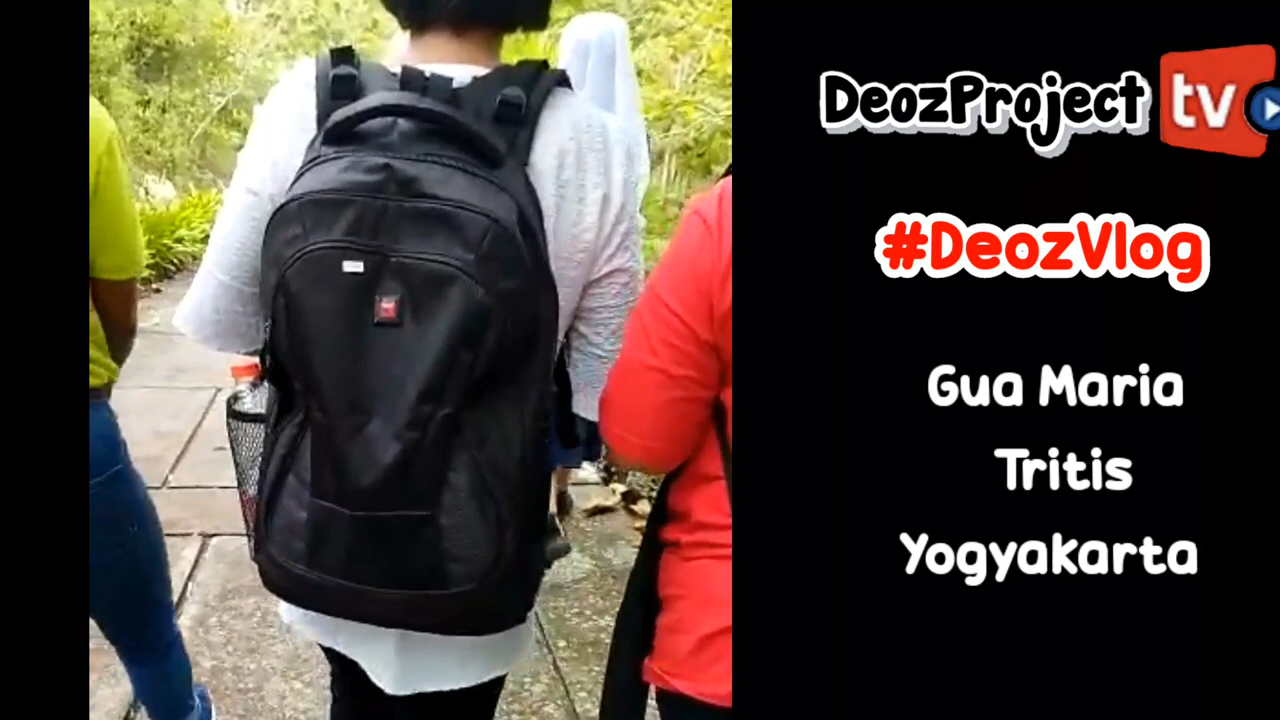 DeozProject tv
#DeozVlog
Gua Maria
Tritis
Yogyakarta